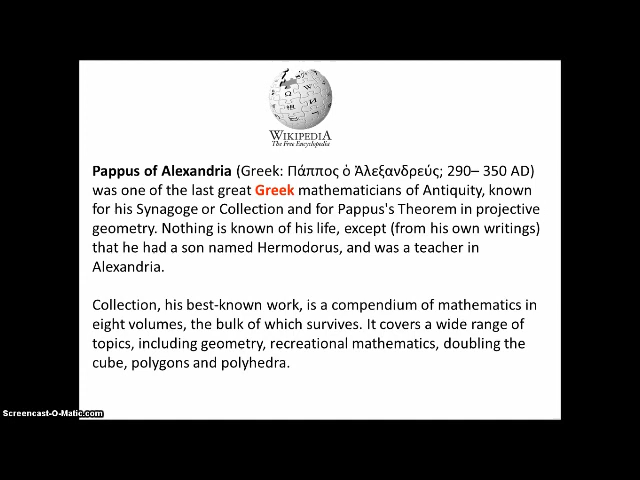 WIKIPEDIA
The Free Encyclopedia
Pappus of Alexandria (Greek: Πάππος ὁ Ἀλεξανδρεύς; 290– 350 AD)
was one of the last great Greek mathematicians of Antiquity, known
for his Synagoge or Collection and for Pappus's Theorem in projective
geometry. Nothing is known of his life, except (from his own writings)
that he had a son named Hermodorus, and was a teacher in
Alexandria.
Collection, his best-known work, is a compendium of mathematics in
eight volumes, the bulk of which survives. It covers a wide range of
topics, including geometry, recreational mathematics, doubling the
cube, polygons and polyhedra.
Screencast-O-Matic.com